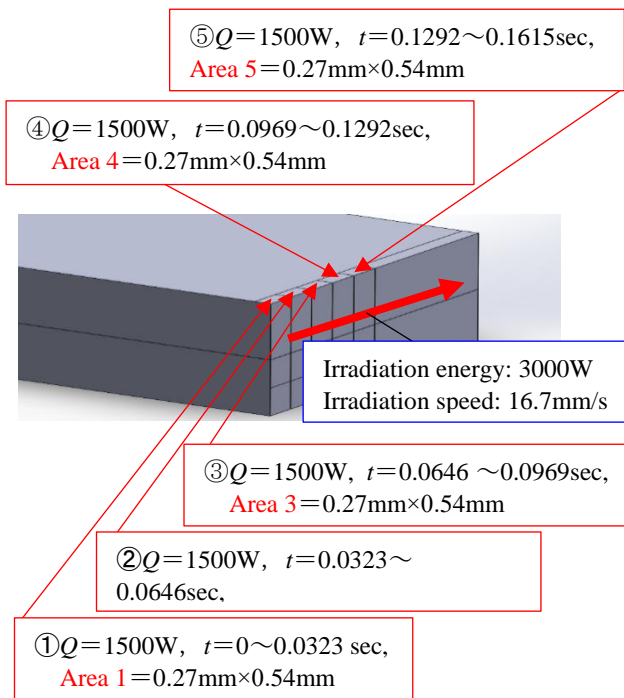 ⑤Q＝1500W, t＝0.1292～0.1615sec,
Area 5＝0.27mm×0.54mm
④Q＝1500W, t＝0.0969～0.1292sec,
Area 4＝0.27mm×0.54mm
Irradiation energy: 3000W
Irradiation speed: 16.7mm/s
③Q＝1500W, t＝0.0646 ～0.0969sec,
Area 3＝0.27mm×0.54mm
②Q＝1500W, t＝0.0323～
0.0646sec,
①Q＝1500W, t＝0～0.0323 sec,
Area 1＝0.27mm×0.54mm